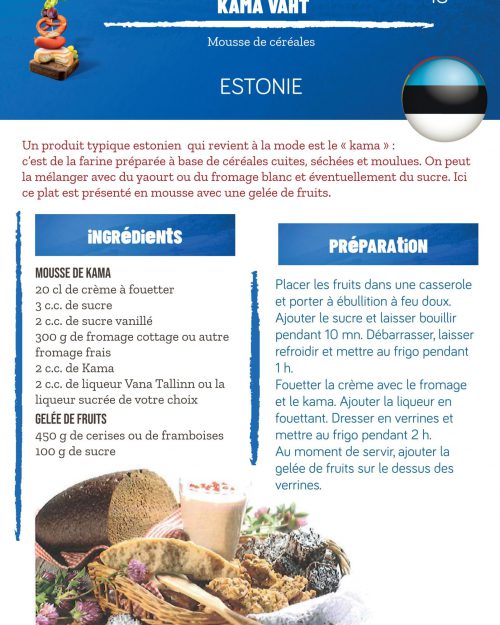 KAMA VAHT
Mousse de céréales
ESTONIE
Un produit typique estonien qui revient à la mode est le « kama » :
c'est de la farine préparée à base de céréales cuites, séchées et moulues. On peut
la mélanger avec du yaourt ou du fromage blanc et éventuellement du sucre. Ici
ce plat est présenté en mousse avec une gelée de fruits.
INGRÉDIENTS
MOUSSE DE KAMA
20 cl de crème à fouetter
3 c.c. de sucre
2 c.c. de sucre vanillé
300 g de fromage cottage ou autre
fromage frais
2 c.c. de Kama
2 c.c. de liqueur Vana Tallinn ou la
liqueur sucrée de votre choix
GELÉE DE FRUITS
450 g de cerises ou de framboises
100 g de sucre
PRÉPARATION
Placer les fruits dans une casserole
et porter à ébullition à feu doux.
Ajouter le sucre et laisser bouillir
pendant 10 mn. Débarrasser, laisser
refroidir et mettre au frigo pendant
1 h.
Fouetter la crème avec le fromage
et le kama. Ajouter la liqueur en
fouettant. Dresser en verrines et
mettre au frigo pendant 2 h.
Au moment de servir, ajouter la
gelée de fruits sur le dessus des
verrines.